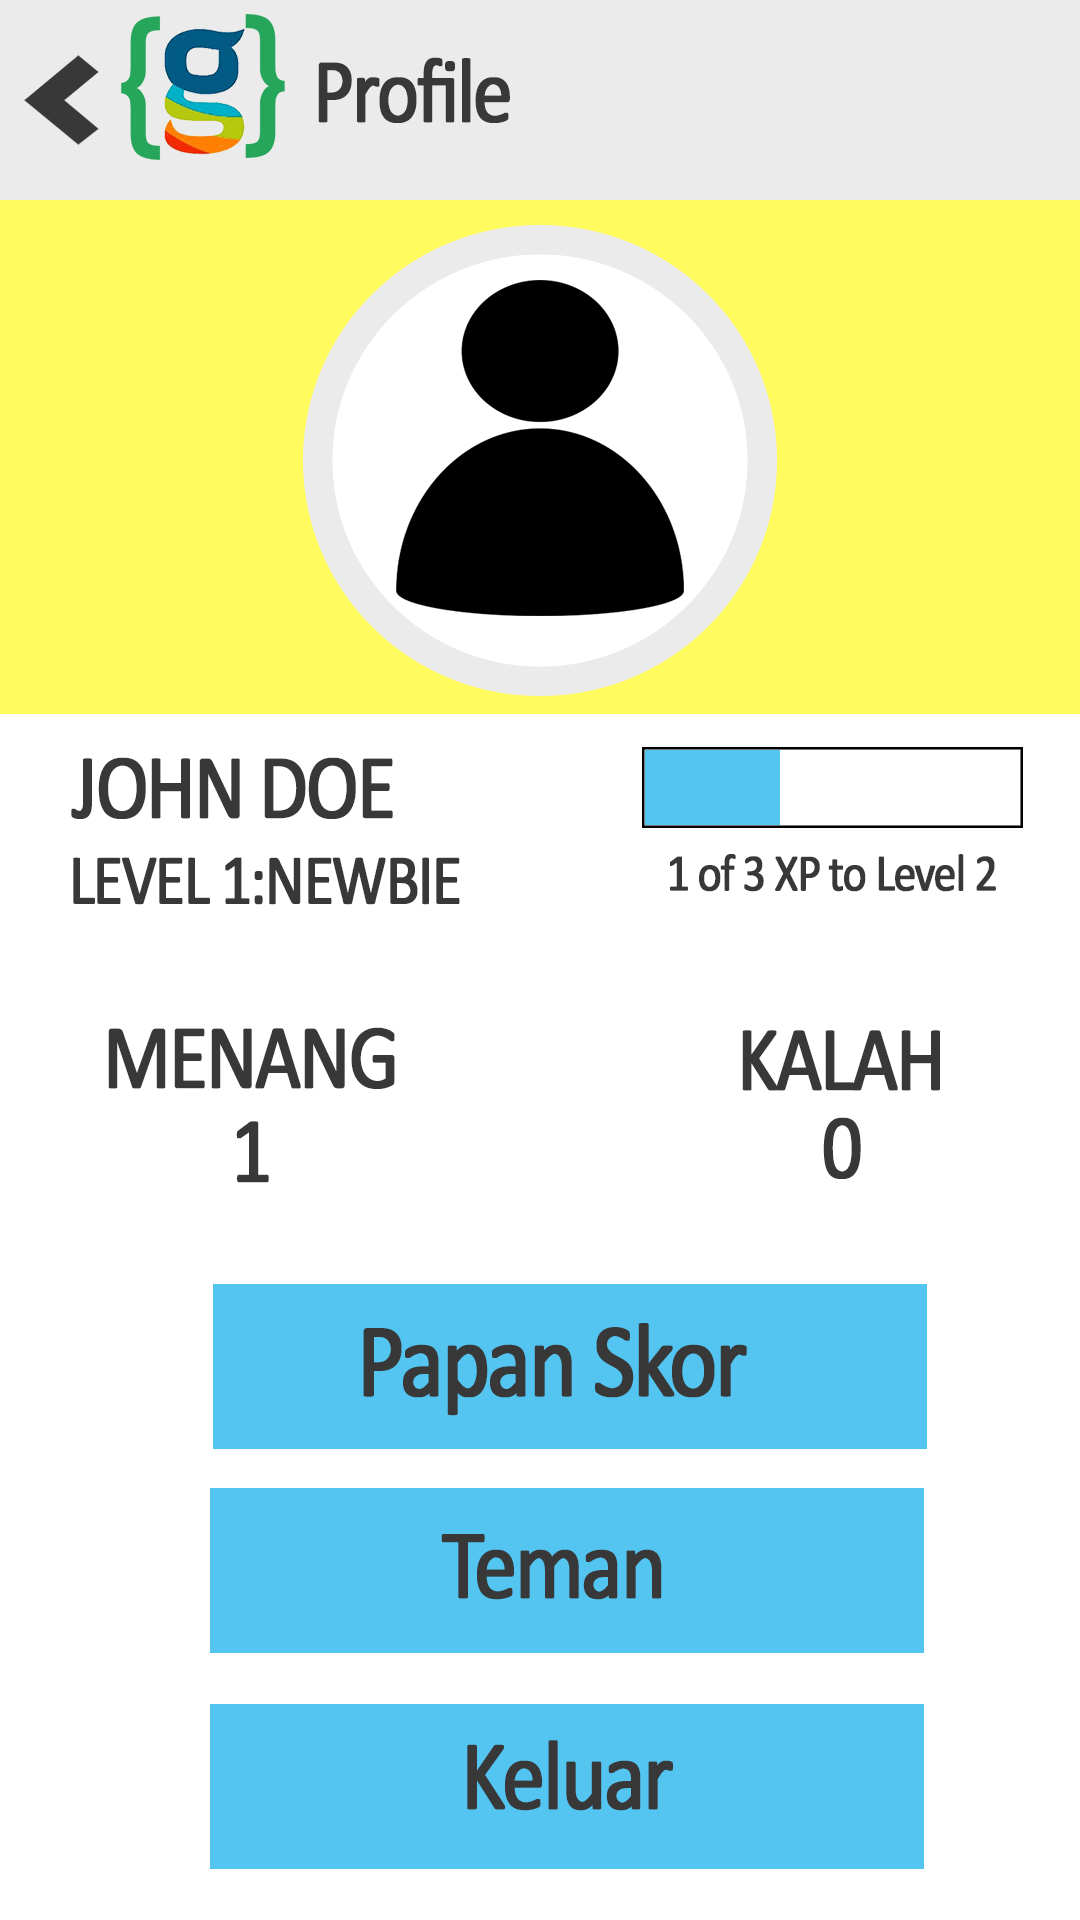 {g} Profile
JOHN DOE
LEVEL 1:NEWBIE
1 of 3 XP to Level 2
MENANG
1
KALAH
0
Papan Skor
Teman
Keluar